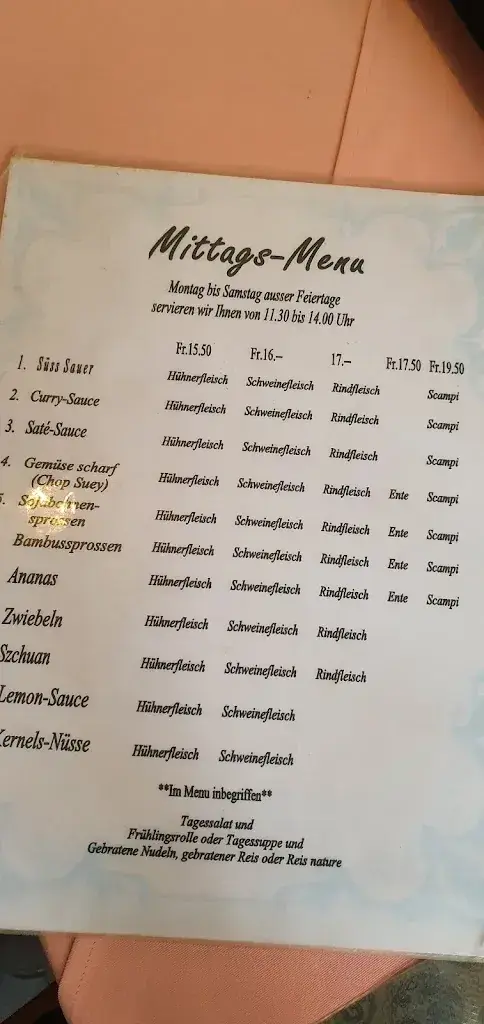 Mittags-Menu
Montag bis Samstag ausser Feiertage
servieren wir Ihnen von 11.30 bis 14.00 Uhr
Fr.15.50 Fr.16.– 17.– Fr.17.50 Fr.19.50
1. Süss Sauer Hühnerfleisch Schweinefleisch Rindfleisch Scampi
2. Curry-Sauce Hühnerfleisch Schweinefleisch Rindfleisch Scampi
3. Saté-Sauce Hühnerfleisch Schweinefleisch Rindfleisch Scampi
4. Gemüse scharf
(Chop Suey) Hühnerfleisch Schweinefleisch Rindfleisch Ente Scampi
5. Sojabohnen-
sprossen Hühnerfleisch Schweinefleisch Rindfleisch Ente Scampi
Bambussprossen Hühnerfleisch Schweinefleisch Rindfleisch Ente Scampi
Ananas Hühnerfleisch Schweinefleisch Rindfleisch Ente Scampi
Zwiebeln Hühnerfleisch Schweinefleisch Rindfleisch
Szchuan Hühnerfleisch Schweinefleisch Rindfleisch
Lemon-Sauce Hühnerfleisch Schweinefleisch
Kernels-Nüsse Hühnerfleisch Schweinefleisch
**Im Menu inbegriffen**
Tagessalat und
Frühlingsrolle oder Tagessuppe und
Gebratene Nudeln, gebratener Reis oder Reis nature